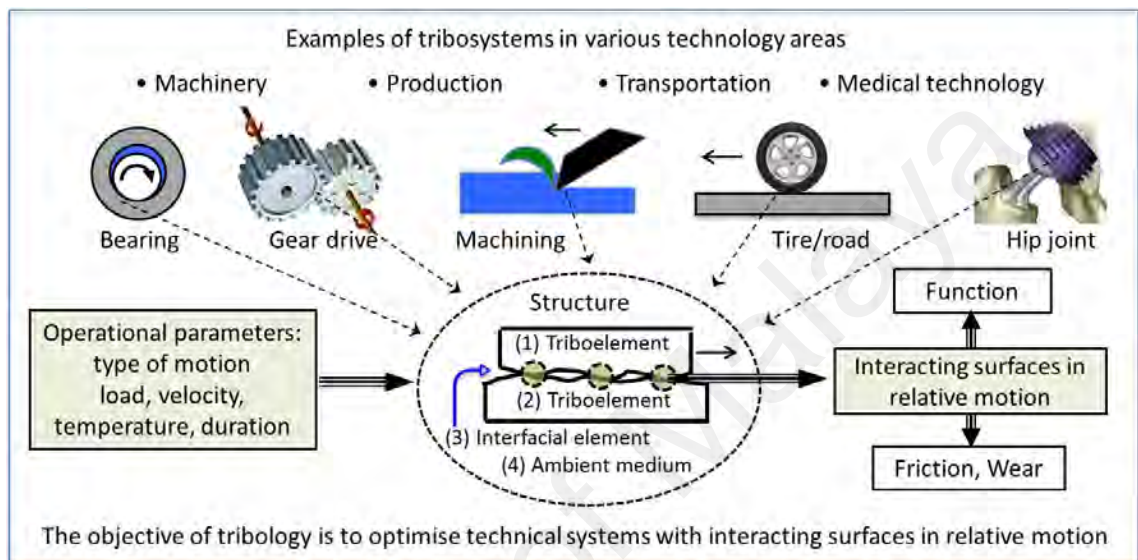 Examples of tribosystems in various technology areas
• Machinery • Production • Transportation • Medical technology
Bearing Gear drive Machining Tire/road Hip joint
Structure
Operational parameters:
type of motion
load, velocity,
temperature, duration
(1) Triboelement
(2) Triboelement
(3) Interfacial element
(4) Ambient medium
Function
Interacting surfaces in
relative motion
Friction, Wear
The objective of tribology is to optimise technical systems with interacting surfaces in relative motion
of Malaya